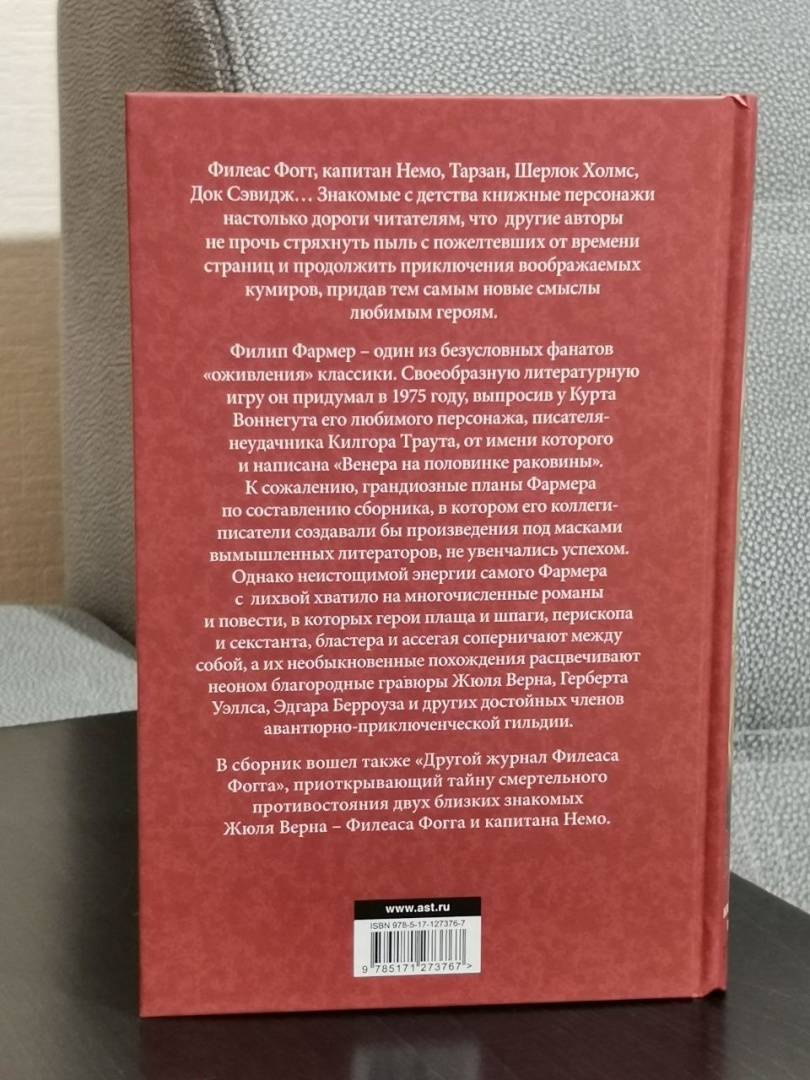 Филеас Фогг, капитан Немо, Тарзан, Шерлок Холмс,
Док Сэвидж... Знакомые с детства книжные персонажи
настолько дороги читателям, что другие авторы
не прочь стряхнуть пыль с пожелтевших от времени
страниц и продолжить приключения воображаемых
кумиров, придав тем самым новые смыслы
любимым героям.
Филип Фармер – один из безусловных фанатов
«оживления» классики. Своеобразную литературную
игру он придумал в 1975 году, выпросив у Курта
Воннегута его любимого персонажа, писателя-
неудачника Килгора Траута, от имени которого
и написана «Венера на половинке раковины».
К сожалению, грандиозные планы Фармера
по составлению сборника, в котором его коллеги-
писатели создавали бы произведения под масками
вымышленных литераторов, не увенчались успехом.
Однако неистощимой энергии самого Фармера
с лихвой хватило на многочисленные романы
и повести, в которых герои плаща и шпаги, перископа
и секстанта, бластера и ассегая соперничают между
собой, а их необыкновенные похождения расцвечивают
неоном благородные гравюры Жюля Верна, Герберта
Уэллса, Эдгара Берроуза и других достойных членов
авантюрно-приключенческой гильдии.
В сборник вошел также «Другой журнал Филеаса
Фогга», приоткрывающий тайну смертельного
противостояния двух близких знакомых
Жюля Верна – Филеаса Фогга и капитана Немо.
www.ast.ru
ISBN 978-5-17-127376-7
9 785171 273767 >